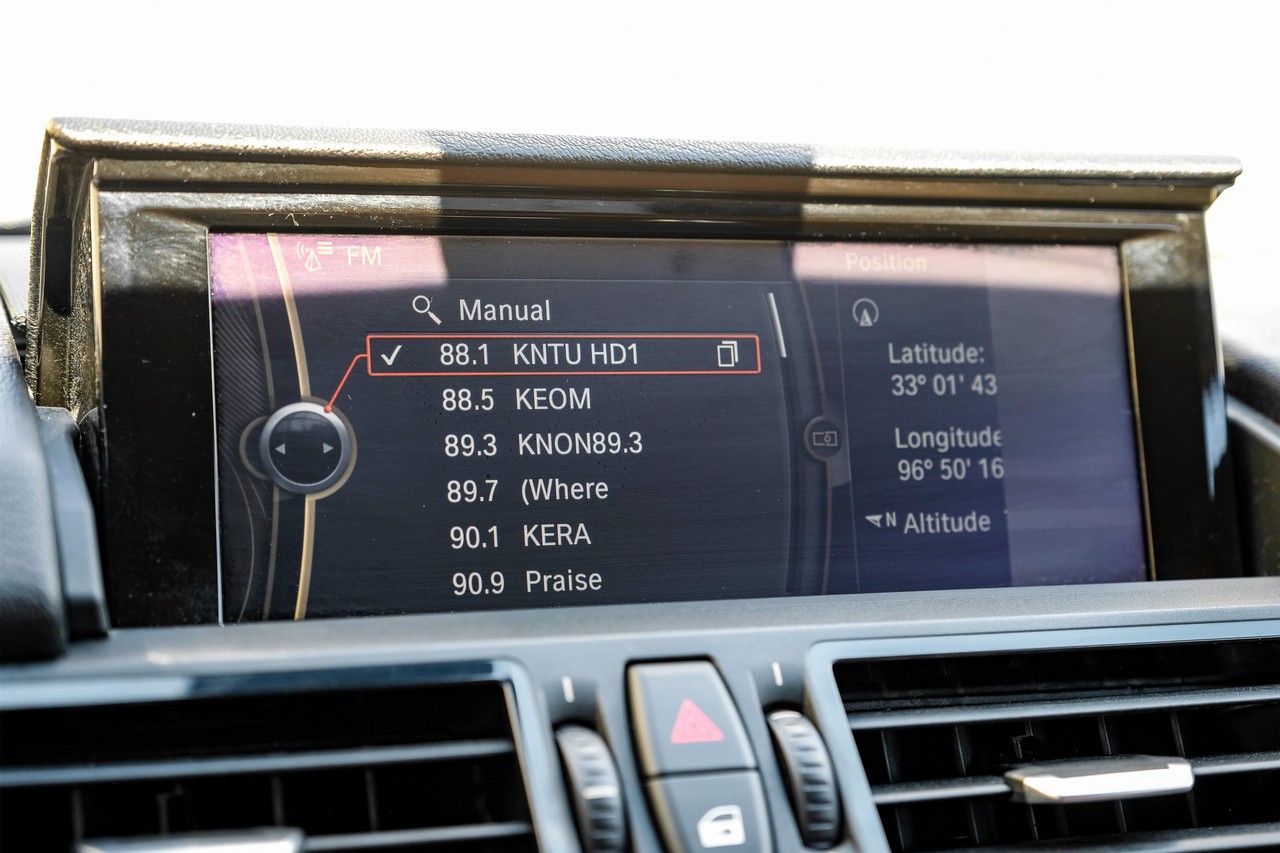 FM
Manual
88.1 KNTU HD1
88.5 KEOM
89.3 KNON89.3
89.7 (Where
90.1 KERA
90.9 Praise
Position
Latitude:
33° 01' 43
Longitude
96° 50' 16
N Altitude